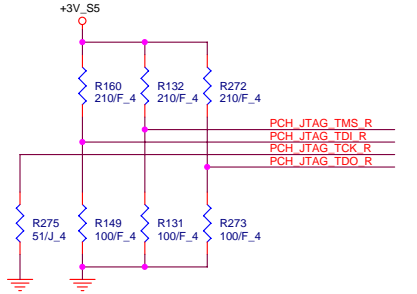 +3V_S5
R160 R132 R272
210/F_4 210/F_4 210/F_4
PCH_JTAG_TMS_R
PCH_JTAG_TDI_R
PCH_JTAG_TCK_R
PCH_JTAG_TDO_R
R275 R149 R131 R273
51/J_4 100/F_4 100/F_4 100/F_4